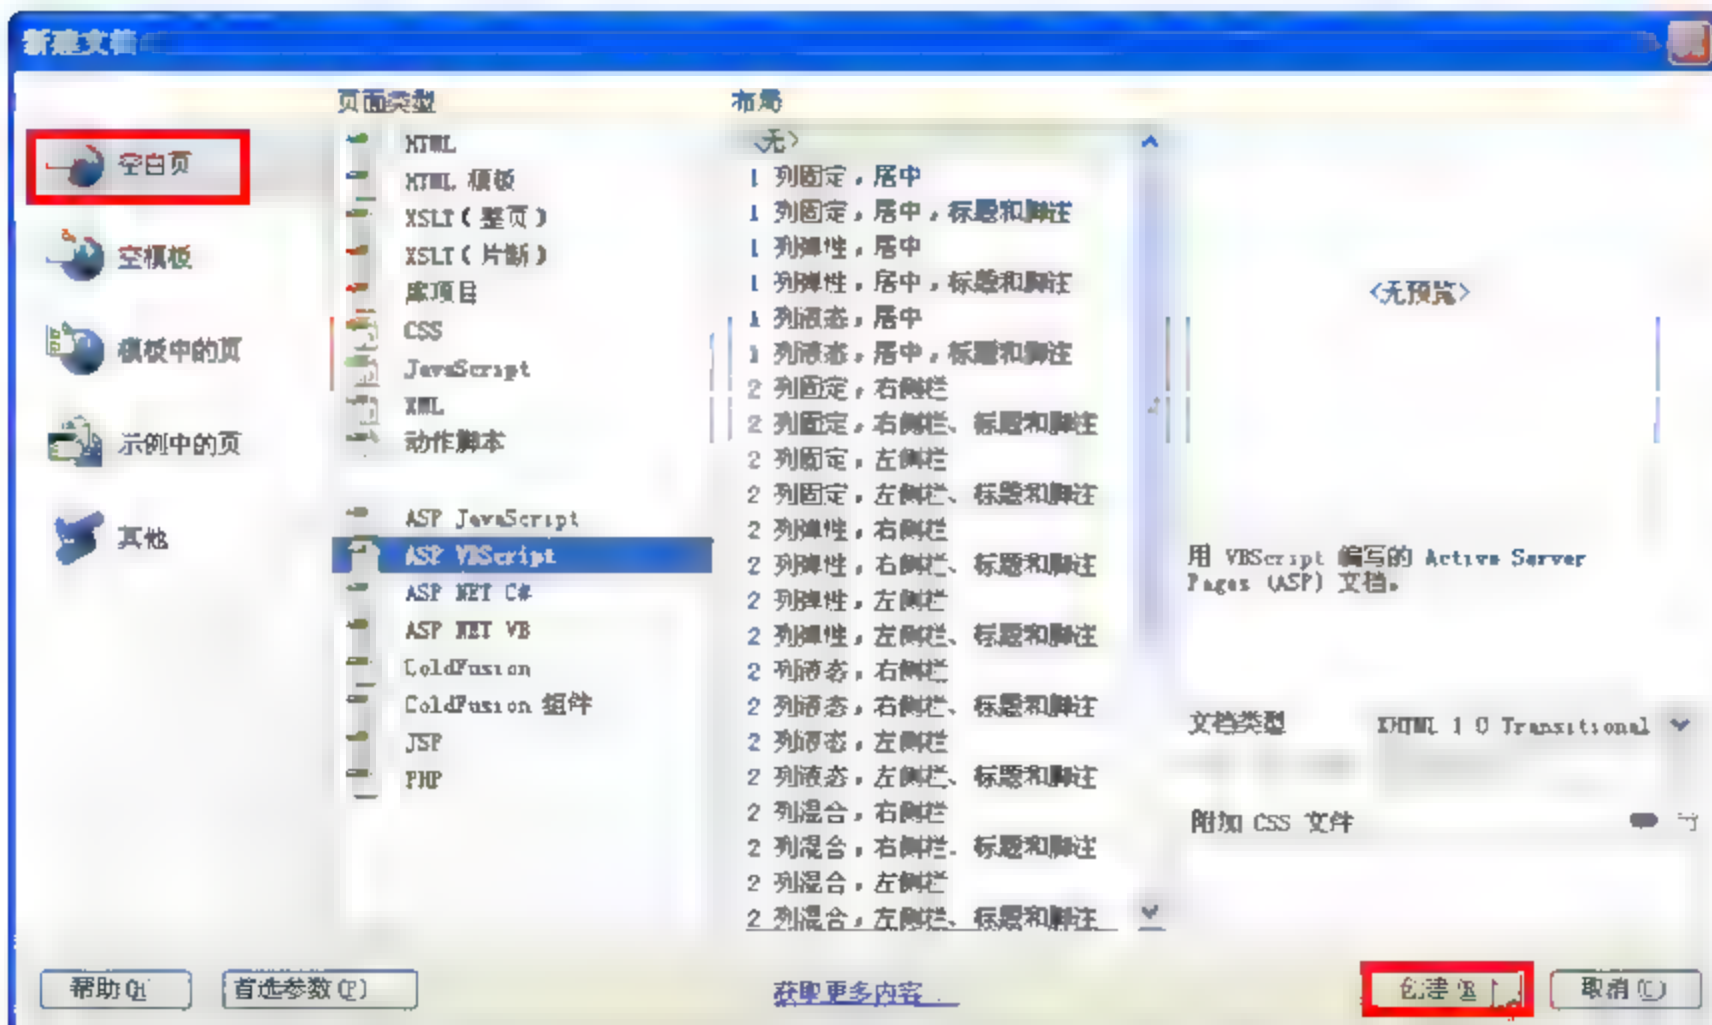 新建文档
空白页
空模板
模板中的页
示例中的页
其他
页面类型
HTML
HTML 模板
XSLT(整页)
XSLT(片断)
库项目
CSS
JavaScript
XML
动作脚本
ASP JavaScript
ASP VBScript
ASP NET C#
ASP NET VB
ColdFusion
ColdFusion 组件
JSP
PHP
布局
<无>
1 列固定，居中
1 列固定，居中，标题和脚注
1 列弹性，居中
1 列弹性，居中，标题和脚注
1 列液态，居中
1 列液态，居中，标题和脚注
2 列固定，右侧栏
2 列固定，右侧栏、标题和脚注
2 列固定，左侧栏
2 列固定，左侧栏、标题和脚注
2 列弹性，右侧栏
2 列弹性，右侧栏、标题和脚注
2 列弹性，左侧栏
2 列弹性，左侧栏、标题和脚注
2 列液态，右侧栏
2 列液态，右侧栏、标题和脚注
2 列液态，左侧栏
2 列液态，左侧栏、标题和脚注
2 列混合，右侧栏
2 列混合，右侧栏、标题和脚注
2 列混合，左侧栏
2 列混合，左侧栏、标题和脚注
<无预览>
用 VBScript 编写的 Active Server
Pages (ASP) 文档。
文档类型 XHTML 1 0 Transitional
附加 CSS 文件
帮助(H) 首选参数(P) 获取更多内容 创建(R) 取消(C)